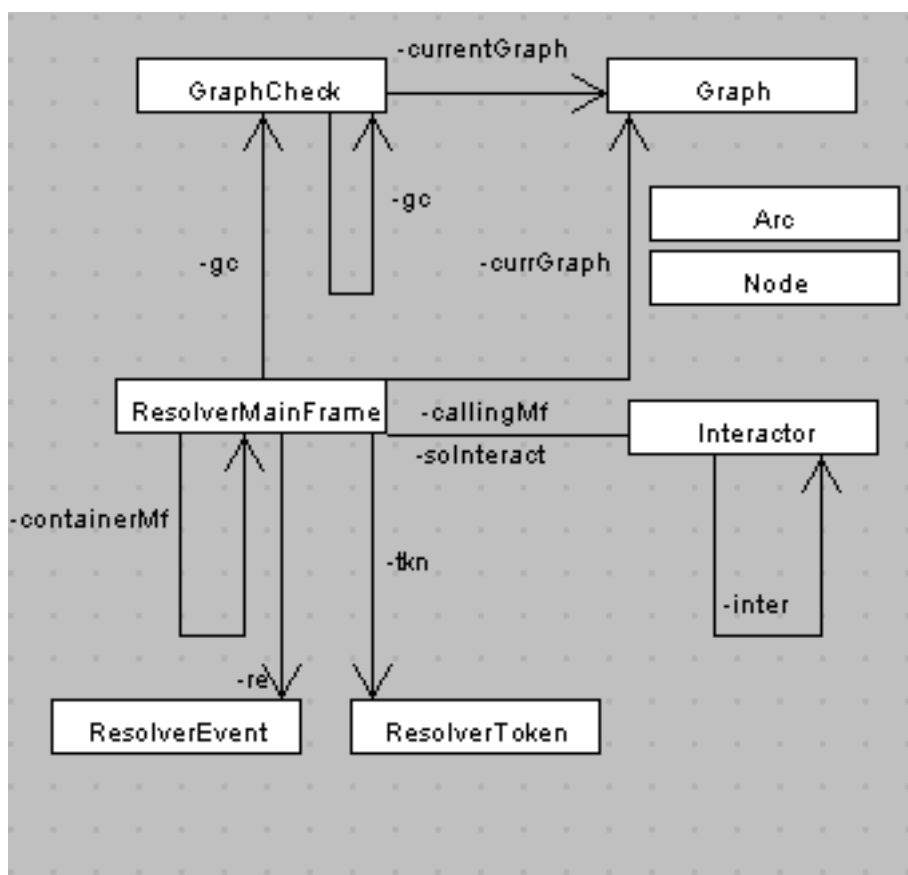 -currentGraph
GraphCheck
Graph
-gc
Arc
-gc
-currGraph
Node
ResolverMainFrame
-callingMf
Interactor
-soInteract
-containerMf
-tkn
-inter
-re
ResolverEvent
ResolverToken